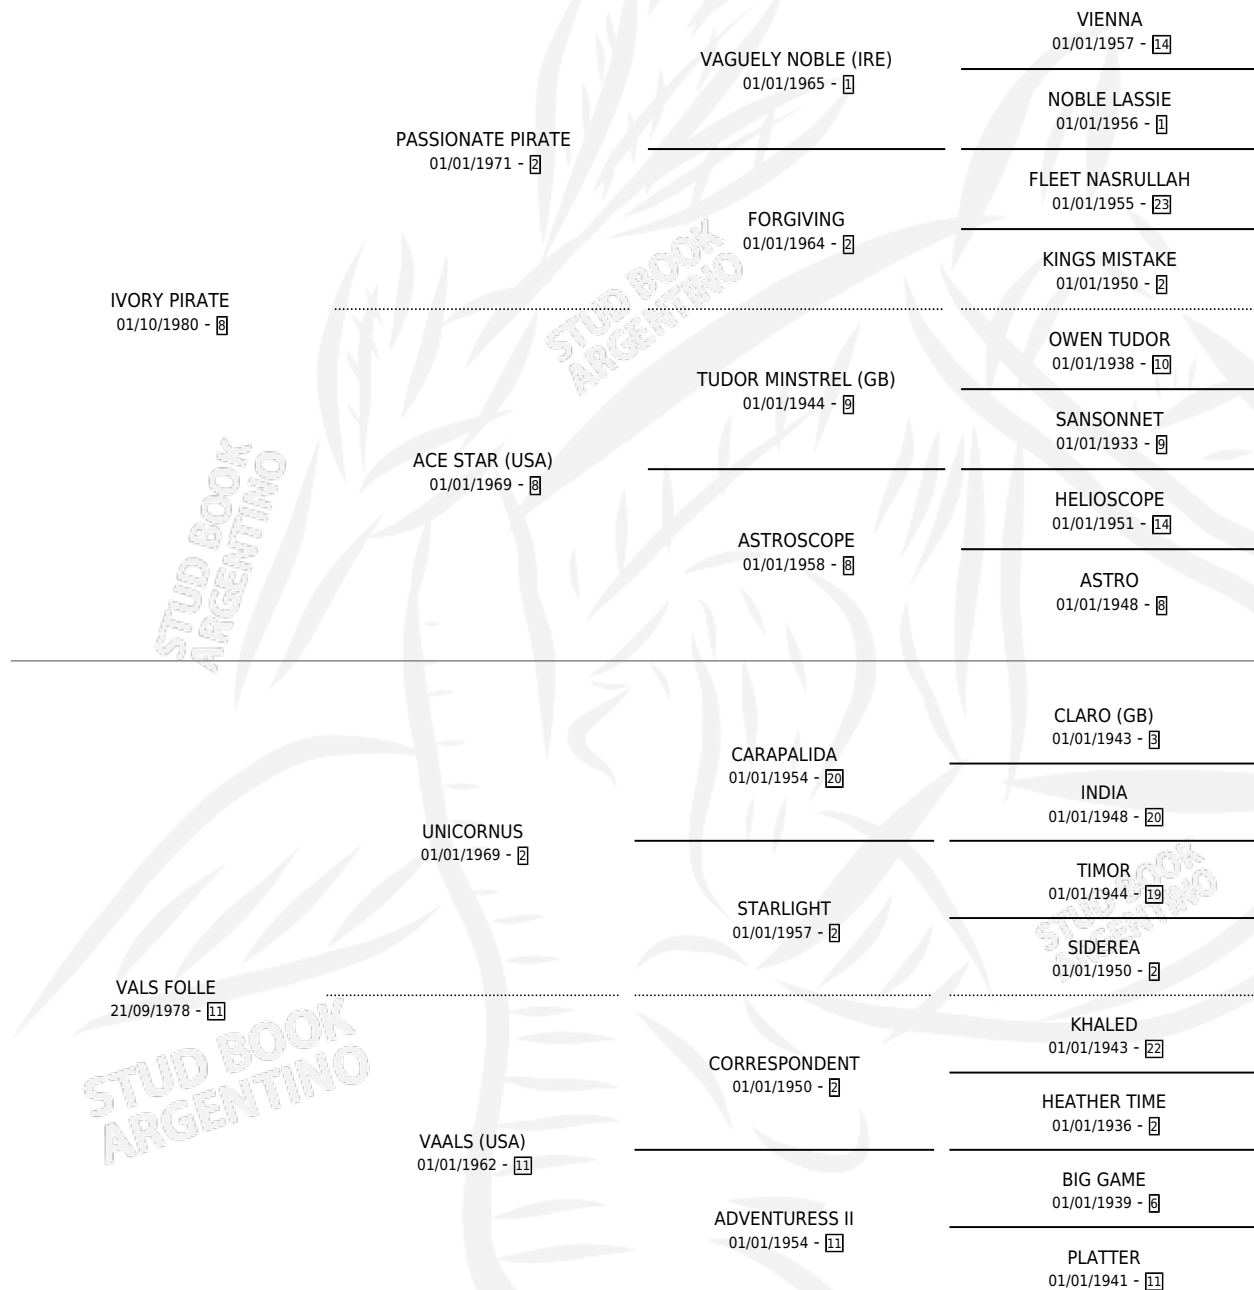 VIENNA
01/01/1957 - 14
VAGUELY NOBLE (IRE)
01/01/1965 - 1
NOBLE LASSIE
01/01/1956 - 1
PASSIONATE PIRATE
01/01/1971 - 2
FLEET NASRULLAH
01/01/1955 - 23
FORGIVING
01/01/1964 - 2
KINGS MISTAKE
01/01/1950 - 2
IVORY PIRATE
01/10/1980 - 8
OWEN TUDOR
01/01/1938 - 10
TUDOR MINSTREL (GB)
01/01/1944 - 9
SANSONNET
01/01/1933 - 9
ACE STAR (USA)
01/01/1969 - 8
HELIOSCOPE
01/01/1951 - 14
ASTROSCOPE
01/01/1958 - 8
ASTRO
01/01/1948 - 8
CLARO (GB)
01/01/1943 - 3
CARAPALIDA
01/01/1954 - 20
INDIA
01/01/1948 - 20
UNICORNUS
01/01/1969 - 2
TIMOR
01/01/1944 - 19
STARLIGHT
01/01/1957 - 2
SIDEREA
01/01/1950 - 2
VALS FOLLE
21/09/1978 - 11
KHALED
01/01/1943 - 22
CORRESPONDENT
01/01/1950 - 2
HEATHER TIME
01/01/1936 - 2
VAALS (USA)
01/01/1962 - 11
BIG GAME
01/01/1939 - 6
ADVENTURESS II
01/01/1954 - 11
PLATTER
01/01/1941 - 11
STUD BOOK
ARGENTINO
STUD BOOK
ARGENTINO
STUD BOOK
ARGENTINO
STUD BOOK
ARGENTINO